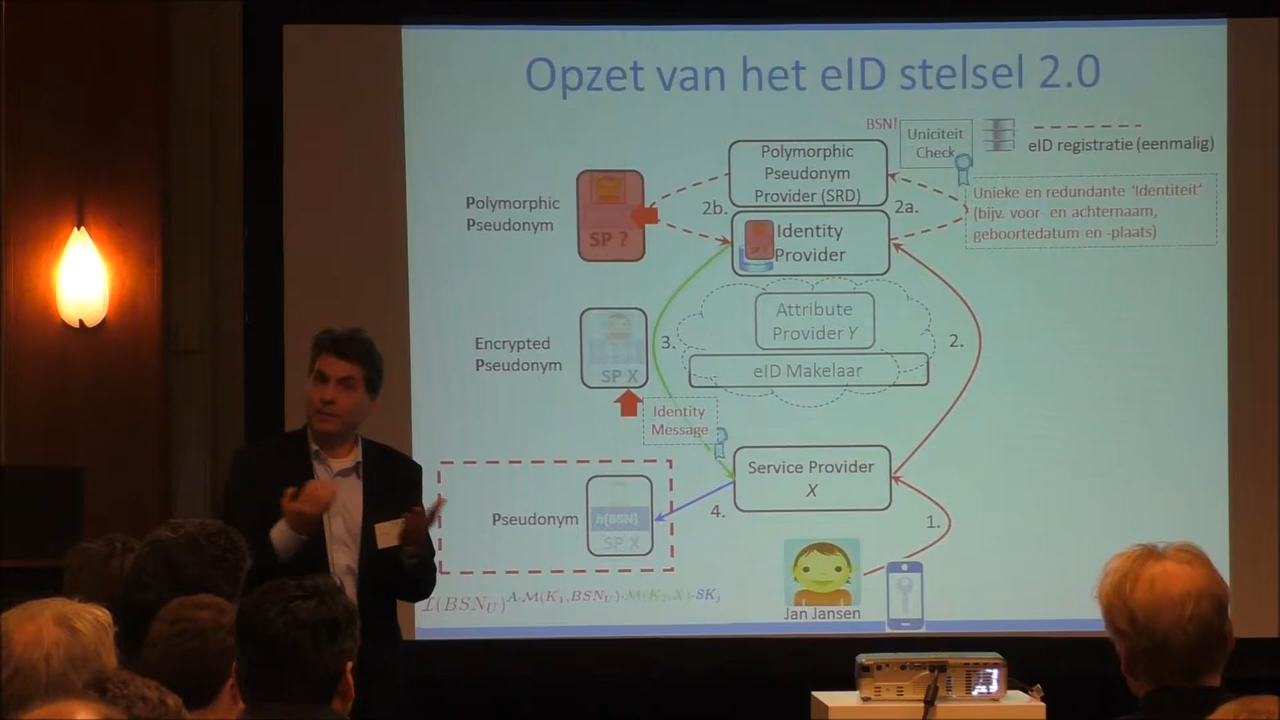 Opzet van het eID stelsel 2.0
BSN!
Uniciteit
Check
eID registratie (eenmalig)
Polymorphic
Pseudonym
Provider (SRD)
Polymorphic
Pseudonym
SP ?
2b.
2a.
Unieke en redundante ‘Identiteit’
(bijv. voor- en achternaam,
geboortedatum en -plaats)
SP ?
Identity
Provider
Attribute
Provider Y
3.
2.
Encrypted
Pseudonym
SP X
eID Makelaar
Identity
Message
Service Provider
X
Pseudonym
h(BSN)
SP X
4.
1.
Jan Jansen